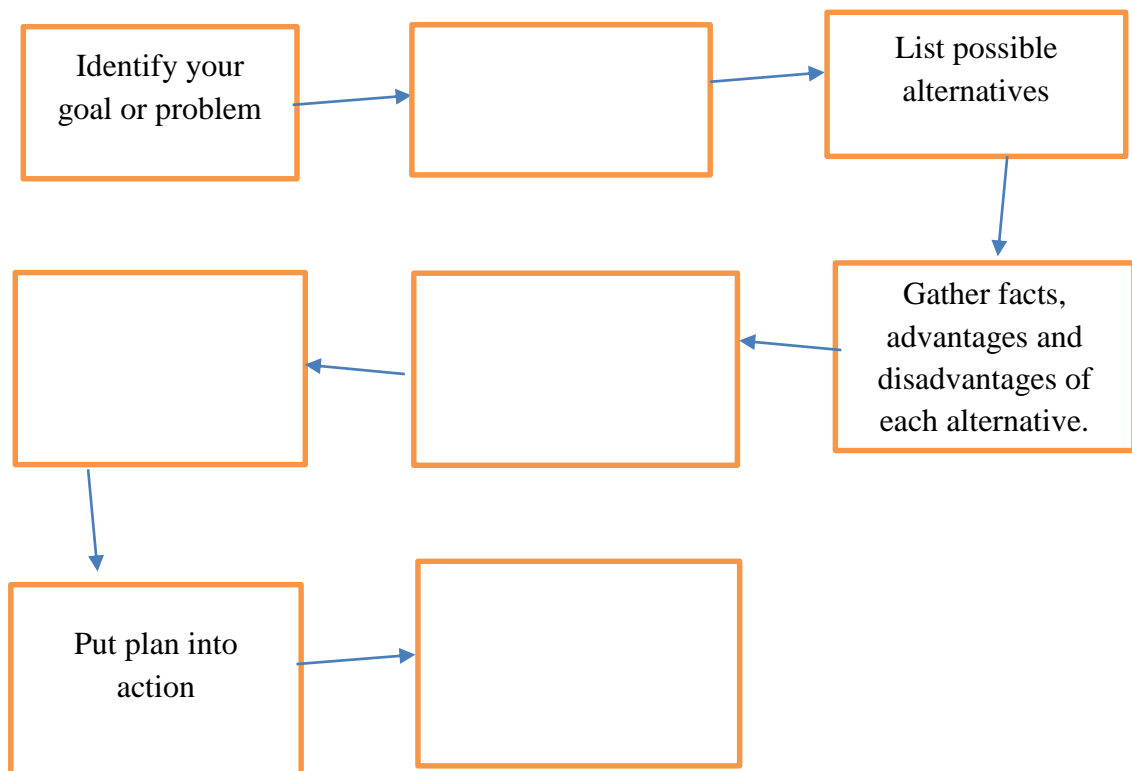 Identify your
goal or problem
List possible
alternatives
Gather facts,
advantages and
disadvantages of
each alternative.
Put plan into
action